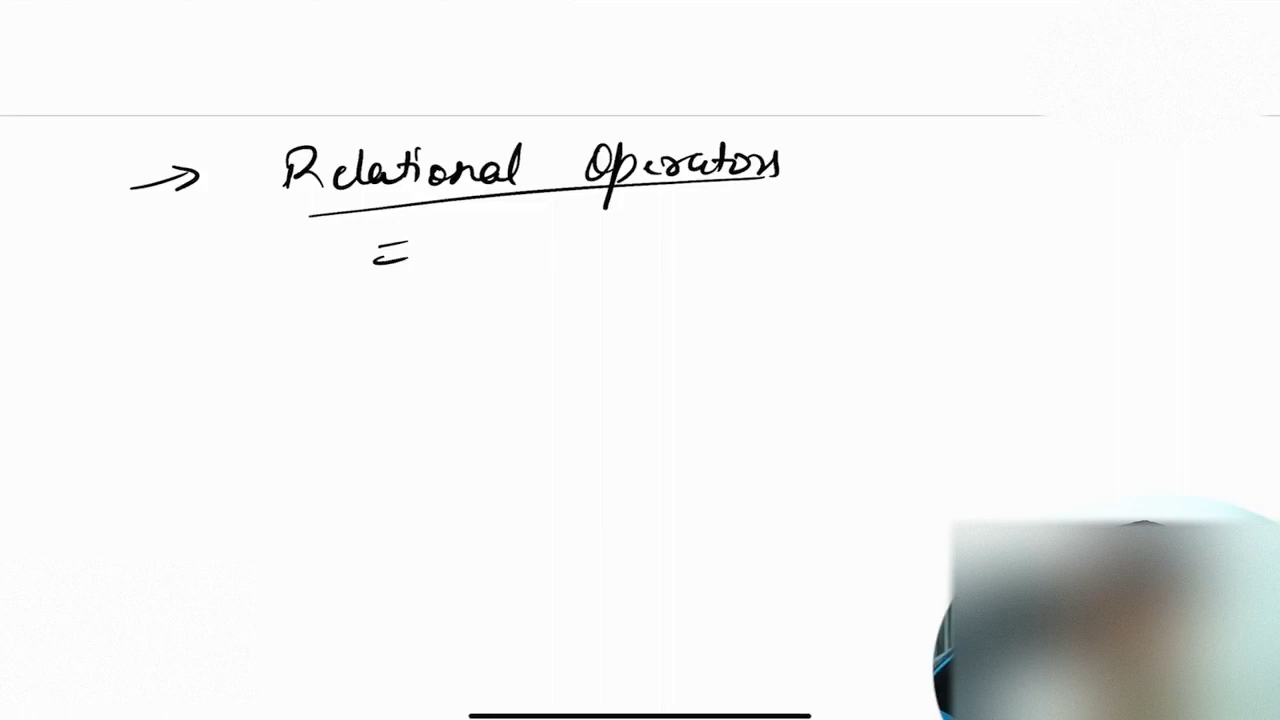 → Relational Operators
=